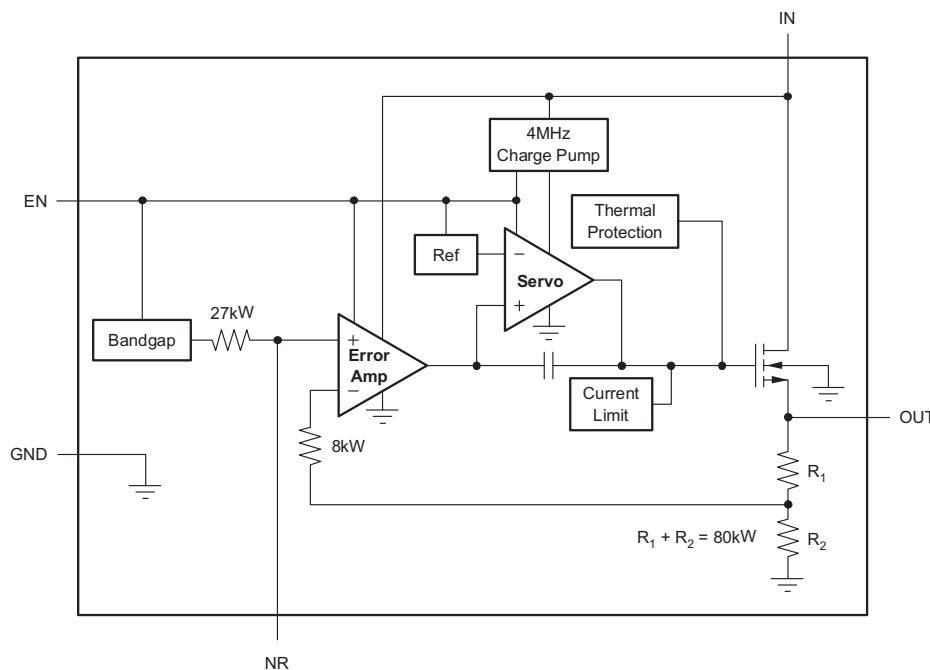 IN
4MHz
Charge Pump
EN
Thermal
Protection
Ref
−
Servo
+
27kW
Bandgap
+
Error
Amp
−
Current
Limit
OUT
8kW
GND
R1
R1 + R2 = 80kW
R2
NR